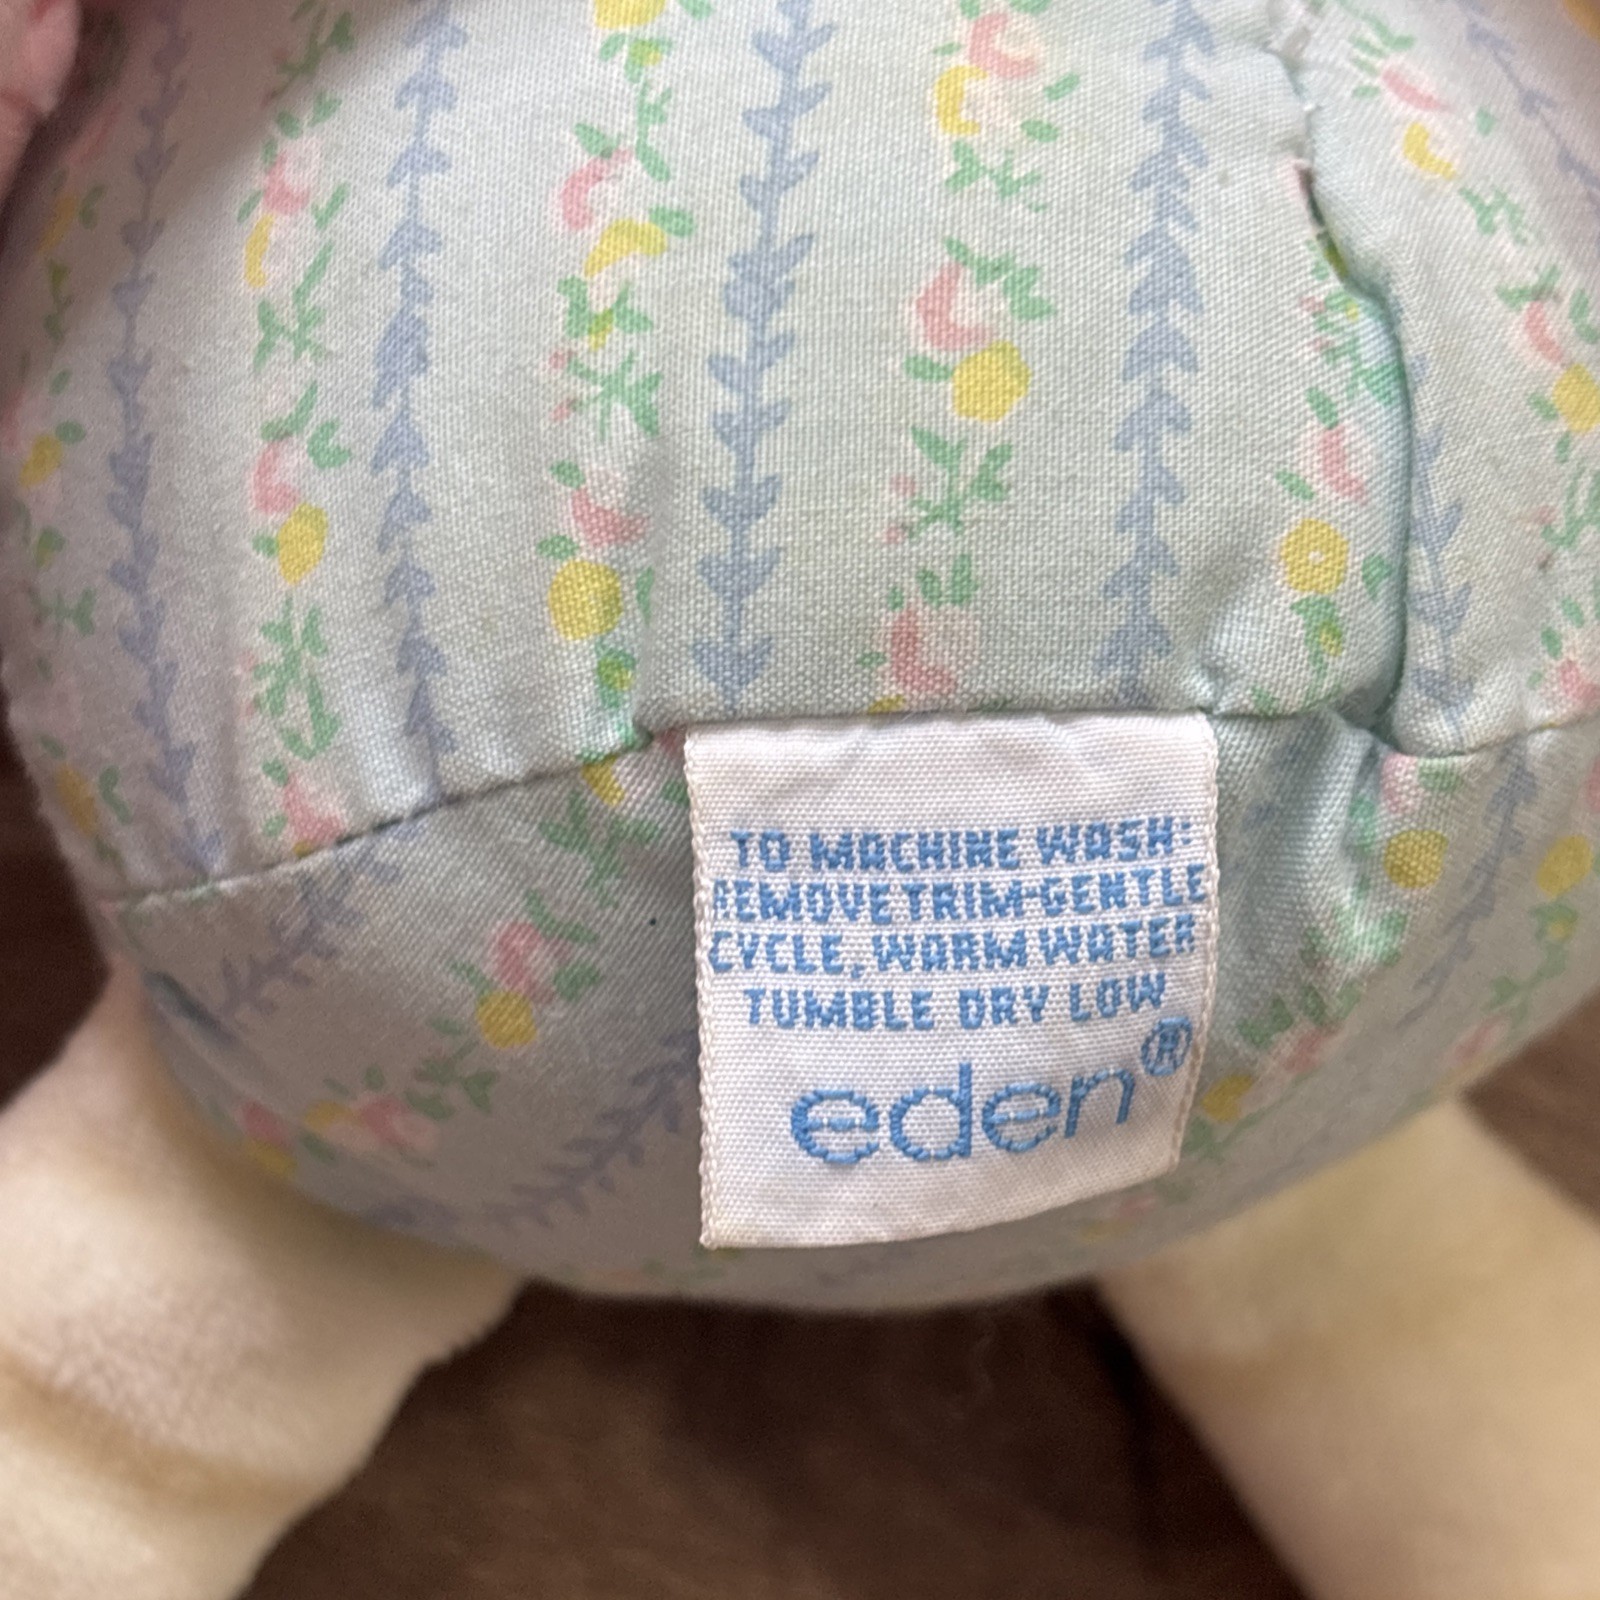 TO MACHINE WASH:
REMOVE TRIM-GENTLE
CYCLE, WARM WATER
TUMBLE DRY LOW
eden®